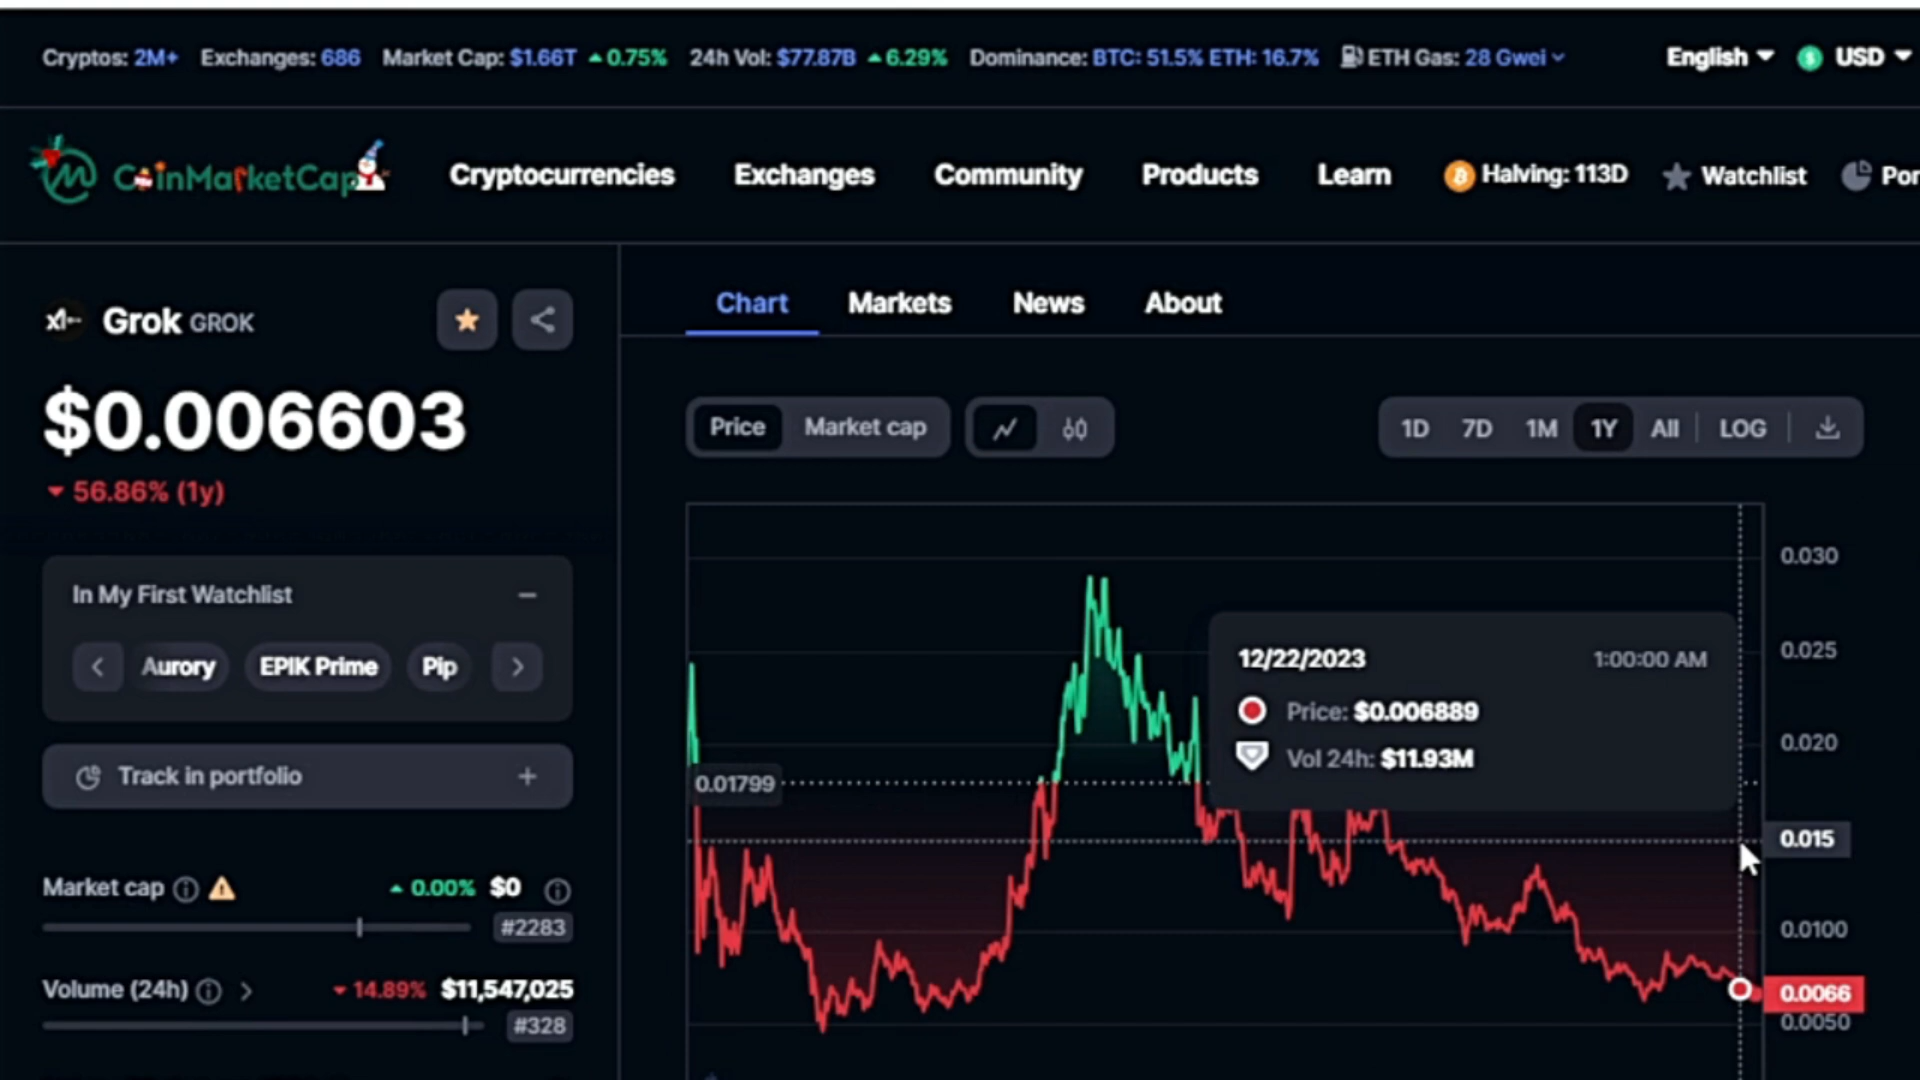 Cryptos: 2M+ Exchanges: 686 Market Cap: $1.66T ▲0.75% 24h Vol: $77.87B ▲6.29% Dominance: BTC: 51.5% ETH: 16.7% ETH Gas: 28 Gwei English USD
CoinMarketCap Cryptocurrencies Exchanges Community Products Learn Halving: 113D Watchlist Por
Grok GROK
$0.006603
▼ 56.86% (1y)
In My First Watchlist −
< Aurory EPIK Prime Pip >
Track in portfolio +
Market cap ▲ 0.00% $0
#2283
Volume (24h) > ▼ 14.89% $11,547,025
#328
Chart Markets News About
Price Market cap 1D 7D 1M 1Y All LOG
12/22/2023 1:00:00 AM
Price: $0.006889
Vol 24h: $11.93M
0.01799
0.030
0.025
0.020
0.015
0.0100
0.0066
0.0050